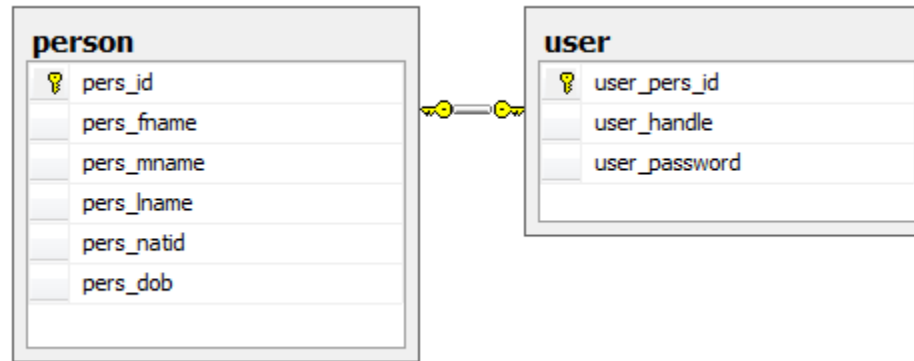 person
pers_id
pers_fname
pers_mname
pers_lname
pers_natid
pers_dob
user
user_pers_id
user_handle
user_password